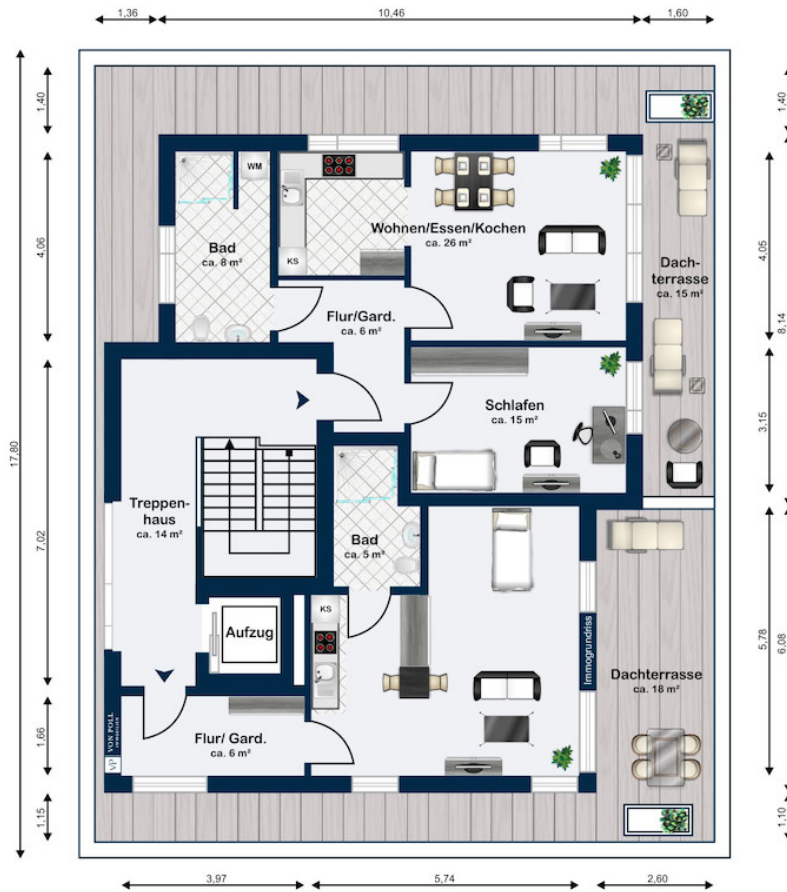 1,36
10,46
1,60
1,40
1,40
WM
Wohnen/Essen/Kochen
ca. 26 m²
Bad
ca. 8 m²
KS
4,06
Dach-
terrasse
ca. 15 m²
4,05
8,14
Flur/Gard.
ca. 6 m²
Schlafen
ca. 15 m²
3,15
17,80
Treppen-
haus
ca. 14 m²
7,02
Bad
ca. 5 m²
KS
Aufzug
Immogrundriss
5,78
6,08
Dachterrasse
ca. 18 m²
1,66
VP
VON POLL
IMMOBILIEN
Flur/ Gard.
ca. 6 m²
1,15
1,10
3,97
5,74
2,60